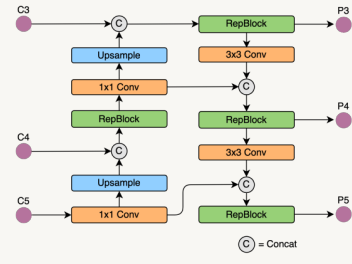 C3
C
RepBlock
P3
Upsample
3x3 Conv
1x1 Conv
C
RepBlock
RepBlock
P4
C4
C
3x3 Conv
Upsample
C
C5
1x1 Conv
RepBlock
P5
C = Concat